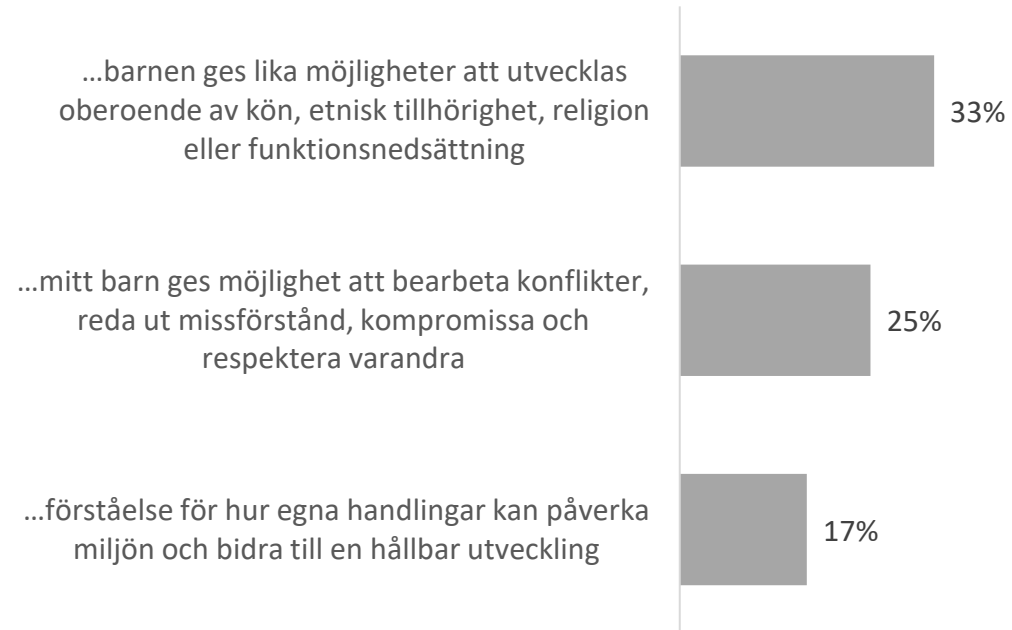 …barnen ges lika möjligheter att utvecklas
oberoende av kön, etnisk tillhörighet, religion
eller funktionsnedsättning
33%
…mitt barn ges möjlighet att bearbeta konflikter,
reda ut missförstånd, kompromissa och
respektera varandra
25%
…förståelse för hur egna handlingar kan påverka
miljön och bidra till en hållbar utveckling
17%